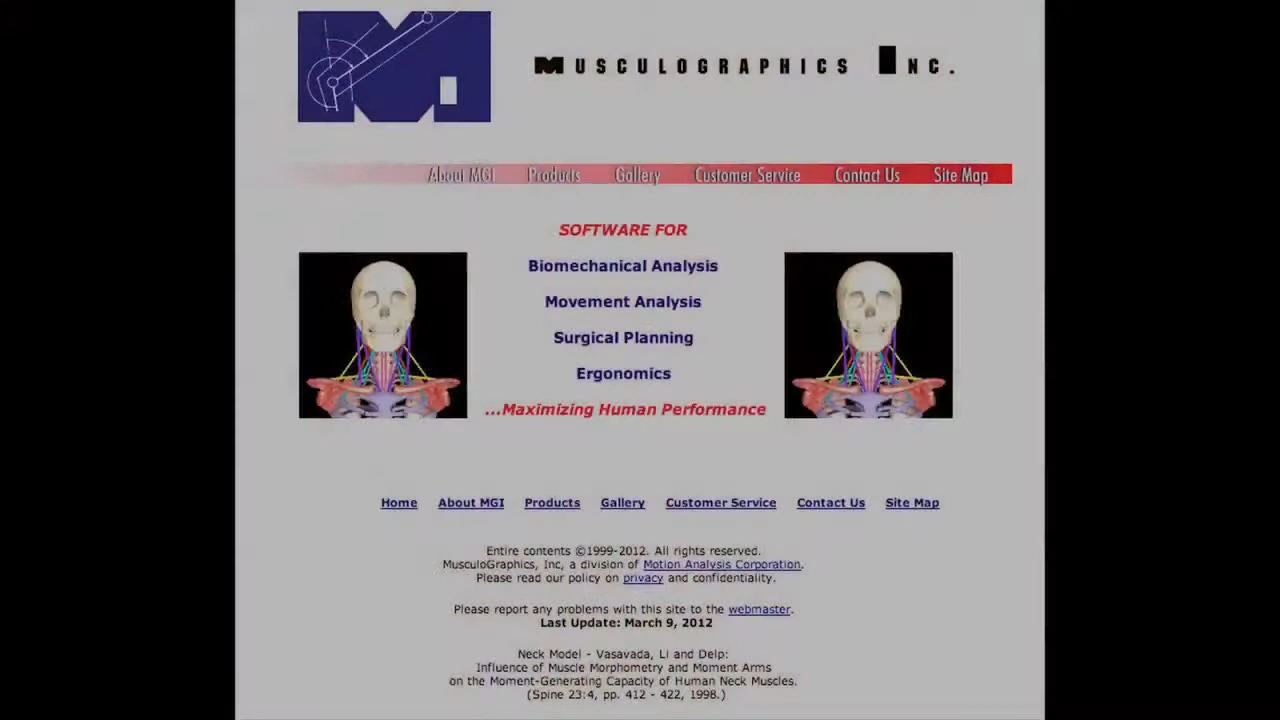 MUSCULOGRAPHICS INC.
About MGI Products Gallery Customer Service Contact Us Site Map
SOFTWARE FOR
Biomechanical Analysis
Movement Analysis
Surgical Planning
Ergonomics
...Maximizing Human Performance
Home About MGI Products Gallery Customer Service Contact Us Site Map
Entire contents ©1999-2012. All rights reserved.
MusculoGraphics, Inc, a division of Motion Analysis Corporation.
Please read our policy on privacy and confidentiality.
Please report any problems with this site to the webmaster.
Last Update: March 9, 2012
Neck Model - Vasavada, Li and Delp:
Influence of Muscle Morphometry and Moment Arms
on the Moment-Generating Capacity of Human Neck Muscles.
(Spine 23:4, pp. 412 - 422, 1998.)